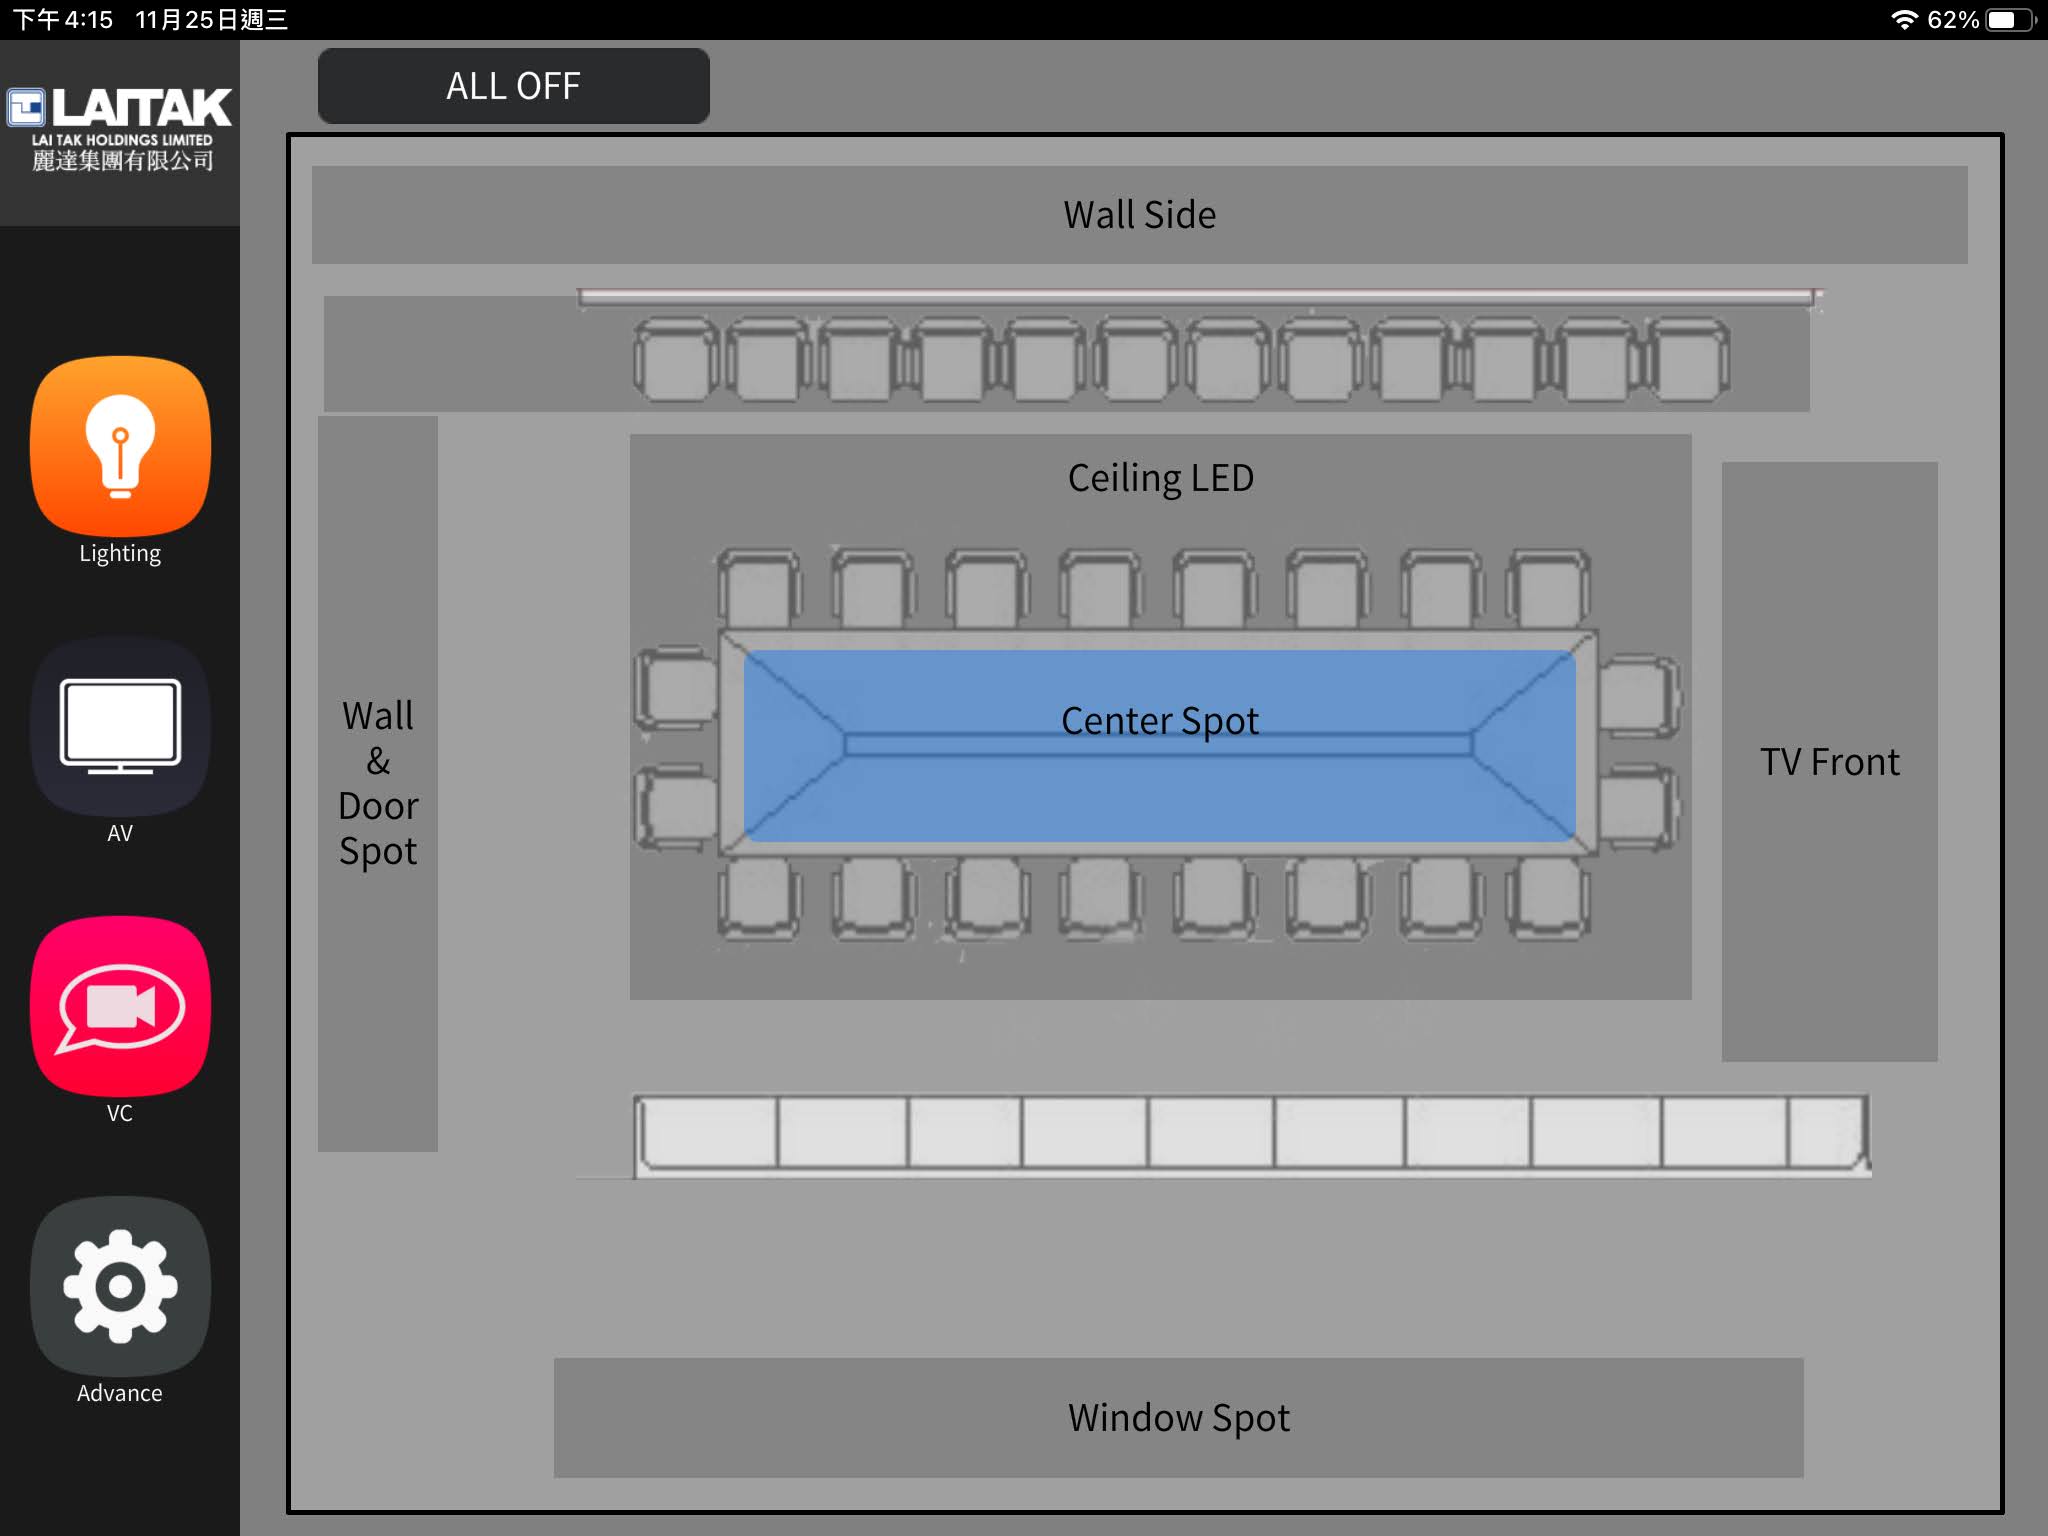 下午4:15 11月25日週三
62%
LAITAK
LAI TAK HOLDINGS LIMITED
麗達集團有限公司
ALL OFF
Wall Side
Ceiling LED
Lighting
Center Spot
Wall
&
Door
Spot
TV Front
AV
VC
Advance
Window Spot